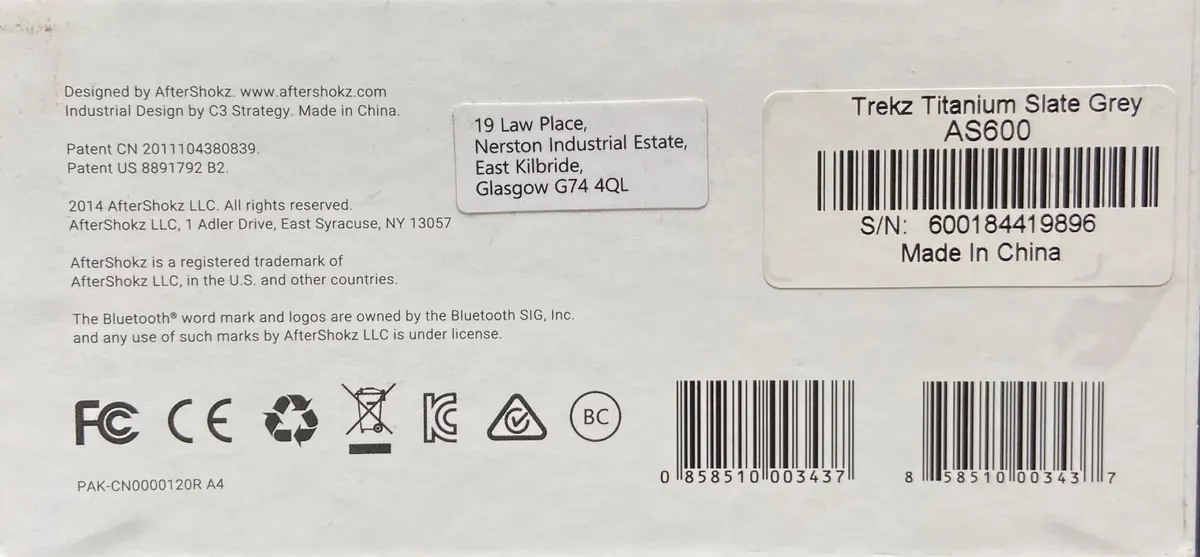 Designed by AfterShokz. www.aftershokz.com
Industrial Design by C3 Strategy. Made in China.
Patent CN 2011104380839.
Patent US 8891792 B2.
2014 AfterShokz LLC. All rights reserved.
AfterShokz LLC, 1 Adler Drive, East Syracuse, NY 13057
AfterShokz is a registered trademark of
AfterShokz LLC, in the U.S. and other countries.
The Bluetooth® word mark and logos are owned by the Bluetooth SIG, Inc.
and any use of such marks by AfterShokz LLC is under license.
19 Law Place,
Nerston Industrial Estate,
East Kilbride,
Glasgow G74 4QL
Trekz Titanium Slate Grey
AS600
S/N: 600184419896
Made In China
FC CE KC BC
PAK-CN0000120R A4
0 858510 003437
8 58510 00343 7